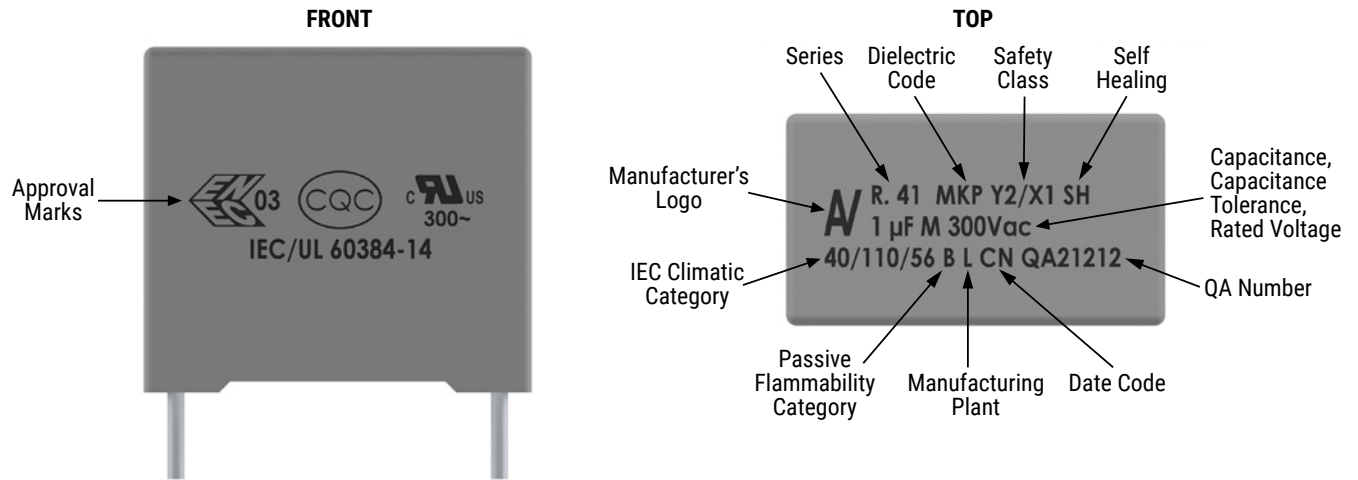 FRONT
Approval
Marks
03
CQC
C
US
300~
IEC/UL 60384-14
TOP
Series
Dielectric
Code
Safety
Class
Self
Healing
Manufacturer's
Logo
R. 41 MKP Y2/X1 SH
1 µF M 300Vac
40/110/56 B L CN QA21212
Capacitance,
Capacitance
Tolerance,
Rated Voltage
IEC Climatic
Category
QA Number
Passive
Flammability
Category
Manufacturing
Plant
Date Code